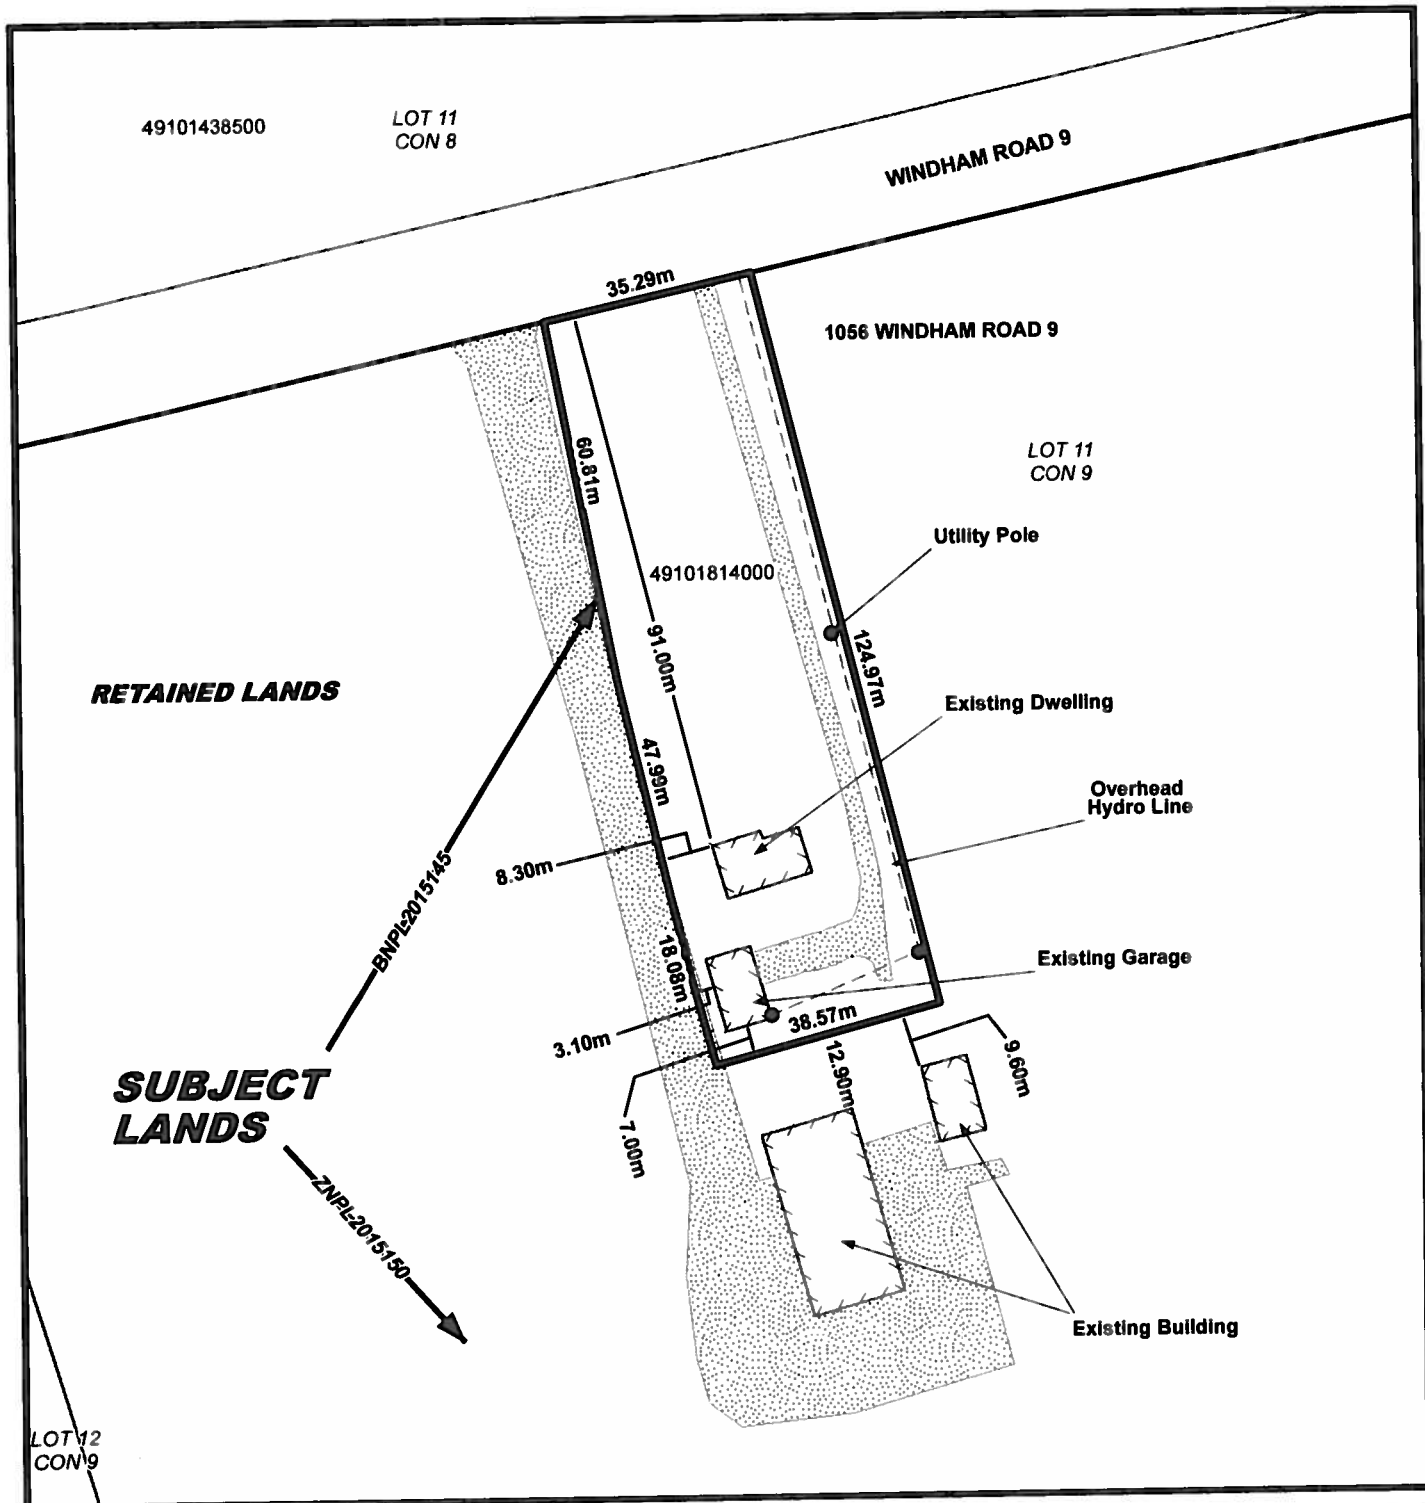 49101438500
LOT 11
CON 8
WINDHAM ROAD 9
35.29m
1056 WINDHAM ROAD 9
60.81m
LOT 11
CON 9
Utility Pole
49101814000
91.00m
124.97m
RETAINED LANDS
Existing Dwelling
47.99m
Overhead
Hydro Line
8.30m
BNPL2015145
18.08m
Existing Garage
38.57m
3.10m
12.90m
9.60m
SUBJECT
LANDS
7.00m
ZNPL2015150
Existing Building
LOT 12
CON 9